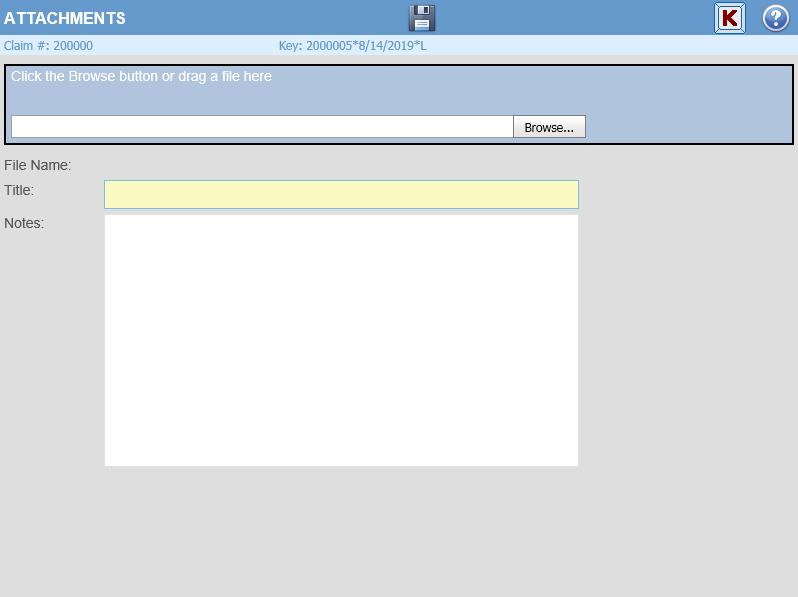 ATTACHMENTS K ?
Claim #: 200000 Key: 2000005*8/14/2019*L
Click the Browse button or drag a file here
Browse...
File Name:
Title:
Notes: